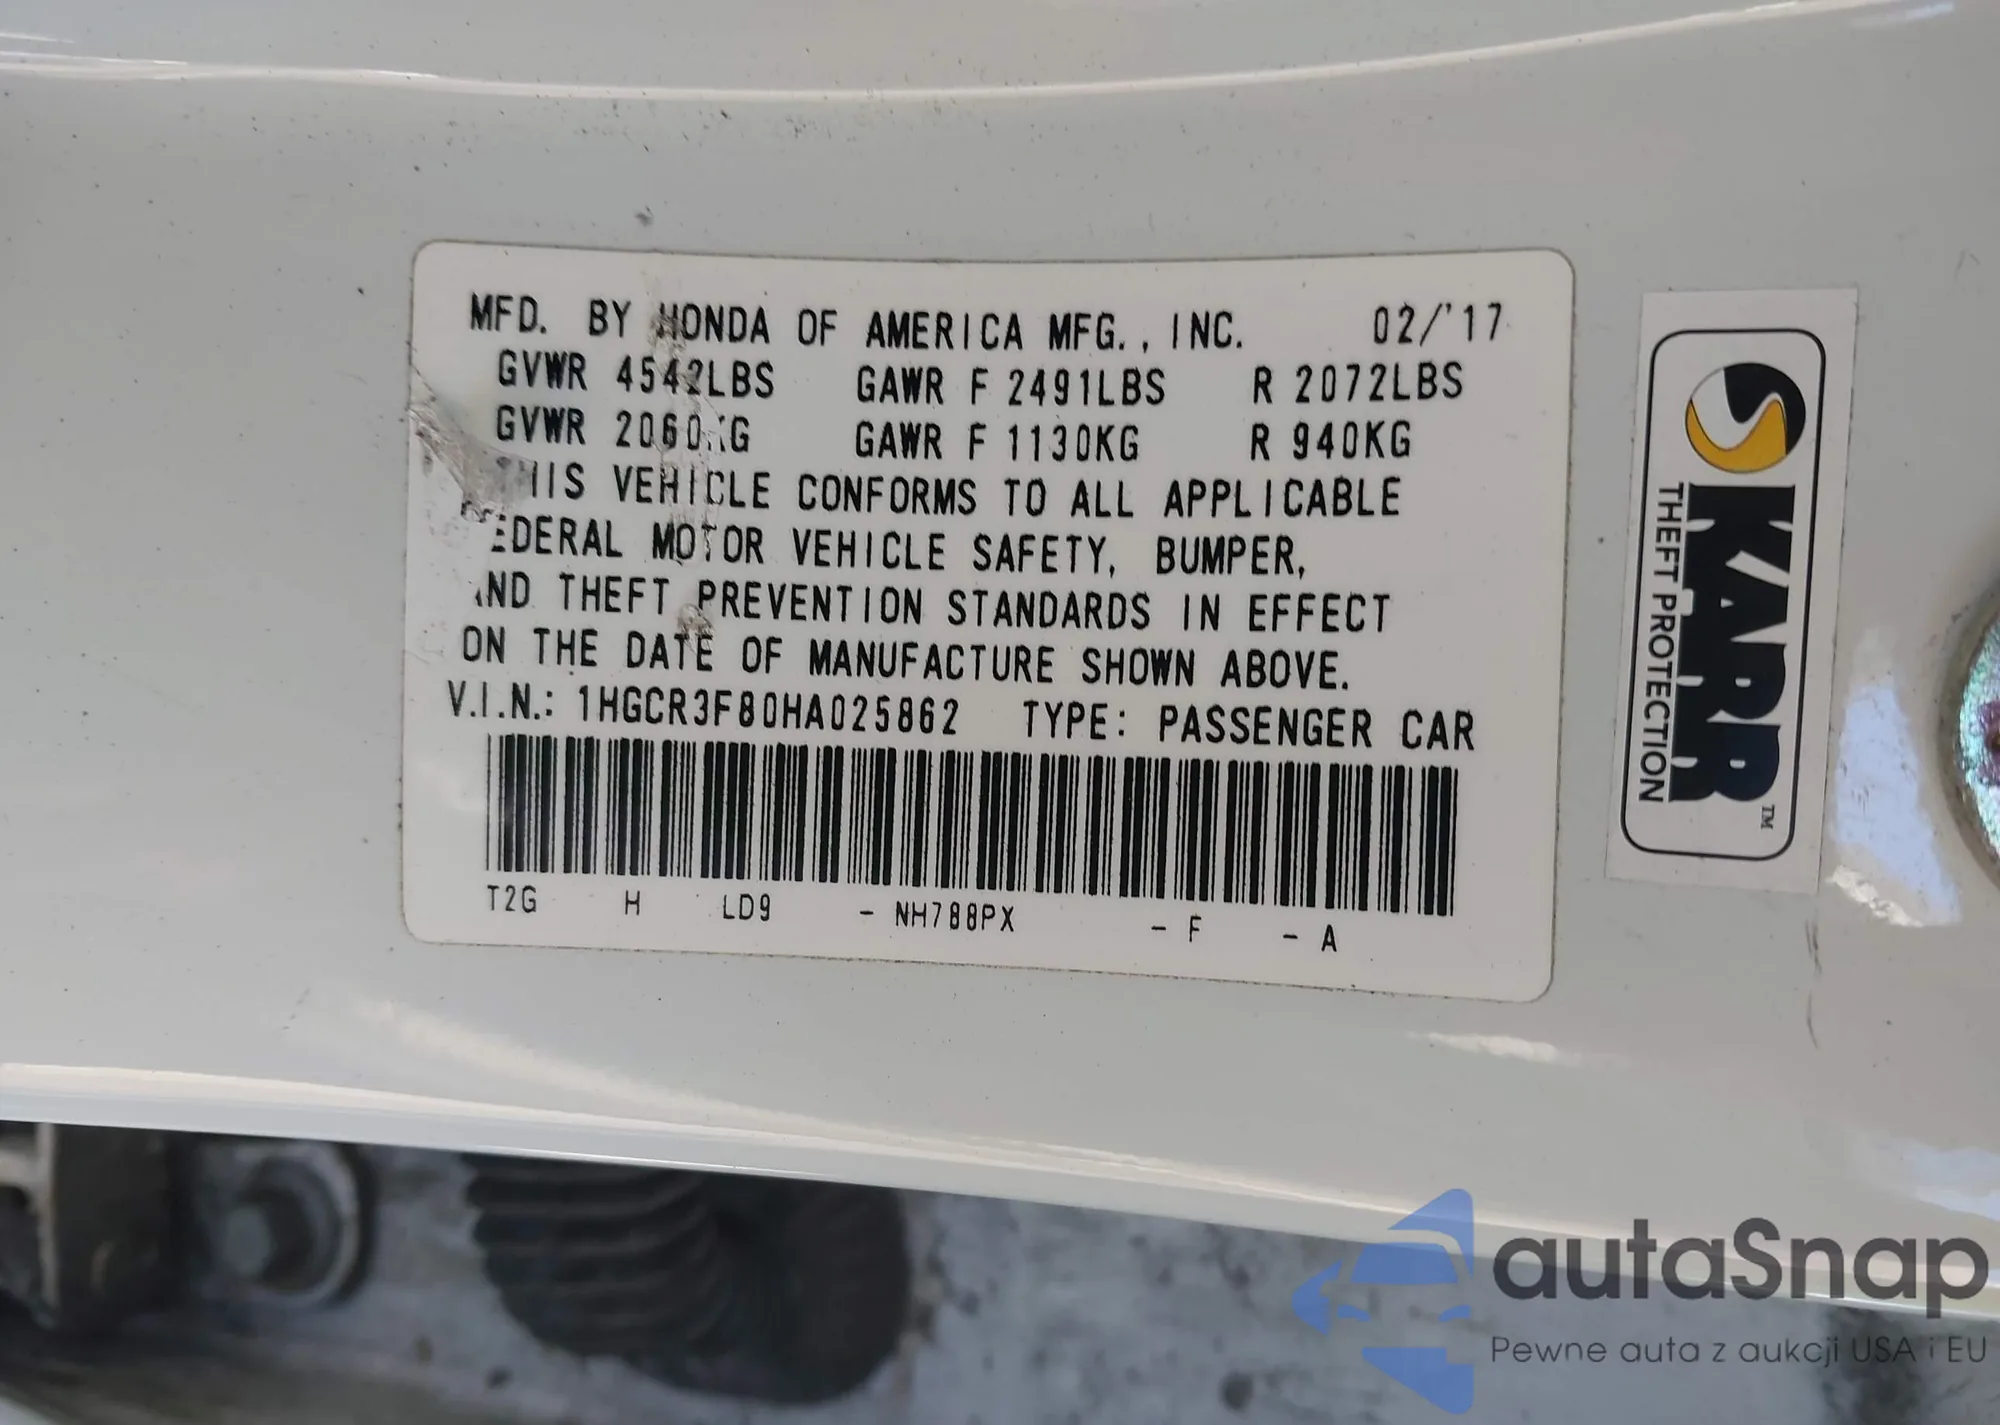 MFD. BY HONDA OF AMERICA MFG., INC. 02/'17
GVWR 4542LBS GAWR F 2491LBS R 2072LBS
GVWR 2060KG GAWR F 1130KG R 940KG
THIS VEHICLE CONFORMS TO ALL APPLICABLE
FEDERAL MOTOR VEHICLE SAFETY, BUMPER,
AND THEFT PREVENTION STANDARDS IN EFFECT
ON THE DATE OF MANUFACTURE SHOWN ABOVE.
V.I.N.: 1HGCR3F80HA025862 TYPE: PASSENGER CAR
T2G H LD9 - NH788PX - F - A
KARR™
THEFT PROTECTION
autaSnap
Pewne auta z aukcji USA i EU